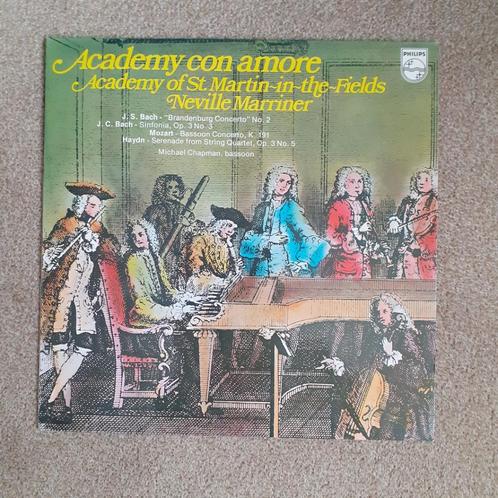 Academy con amore
Academy of St. Martin-in-the-Fields
Neville Marriner
PHILIPS
J. S. Bach - "Brandenburg Concerto" No. 2
J. C. Bach - Sinfonia, Op. 3 No. 3
Mozart - Bassoon Concerto, K. 191
Haydn - Serenade from String Quartet, Op. 3 No. 5
Michael Chapman, bassoon